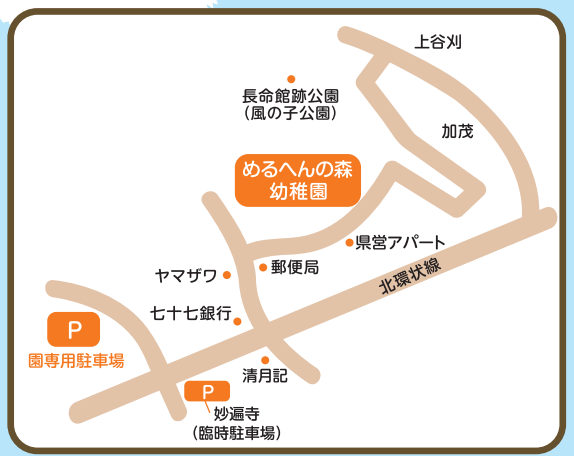 上谷刈
長命館跡公園
（風の子公園）
加茂
めるへんの森
幼稚園
県営アパート
郵便局
ヤマザワ
北環状線
七十七銀行
P
園専用駐車場
清月記
P
妙遍寺
（臨時駐車場）